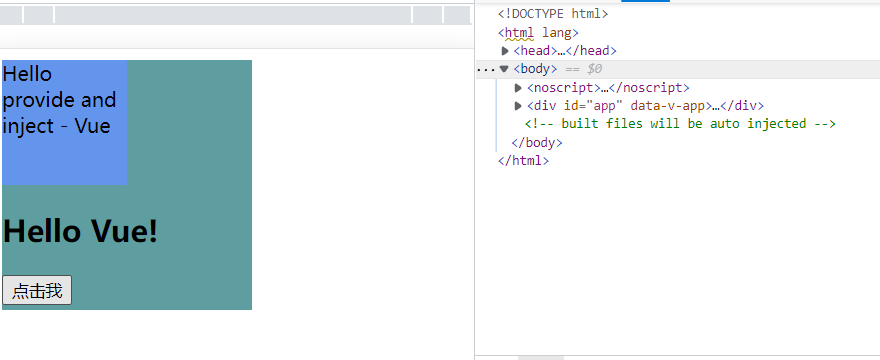 Hello
provide and
inject - Vue
Hello Vue!
点击我
<!DOCTYPE html>
<html lang>
<head>…</head>
<body> == $0
<noscript>…</noscript>
<div id="app" data-v-app>…</div>
<!-- built files will be auto injected -->
</body>
</html>